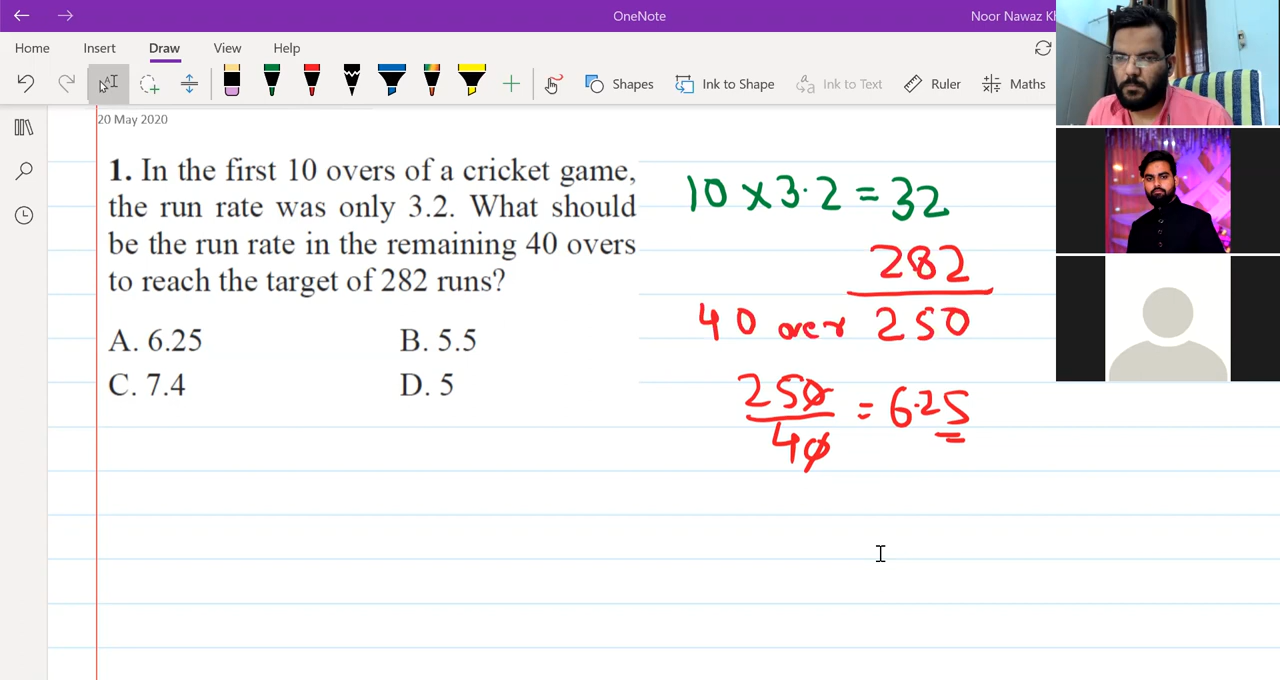 OneNote
Noor Nawaz Kh
Home Insert Draw View Help
Shapes Ink to Shape Ink to Text Ruler Maths
20 May 2020
1. In the first 10 overs of a cricket game,
the run rate was only 3.2. What should
be the run rate in the remaining 40 overs
to reach the target of 282 runs?
A. 6.25 B. 5.5
C. 7.4 D. 5
10 x 3.2 = 32
282
40 over 250
250
40
= 6.25